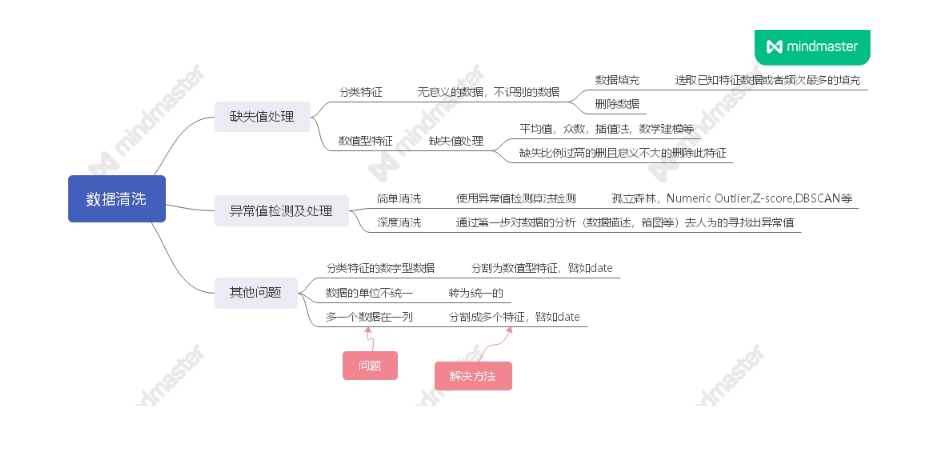 mindmaster
数据清洗
缺失值处理
分类特征
无意义的数据，不识别的数据
数据填充
选取已知特征数据或者频次最多的填充
删除数据
数值型特征
缺失值处理
平均值，众数，插值法，数学建模等
缺失比例过高的删且意义不大的删除此特征
异常值检测及处理
简单清洗
使用异常值检测算法检测
孤立森林，Numeric Outlier,Z-score,DBSCAN等
深度清洗
通过第一步对数据的分析（数据描述，箱图等）去人为的寻找出异常值
其他问题
分类特征的数字型数据
分割为数值型特征，譬如date
数据的单位不统一
转为统一的
多一个数据在一列
分割成多个特征，譬如date
问题
解决方法
mindmaster
mindmaster
mindmaster
mindmaster
mindmaster
mindmaster